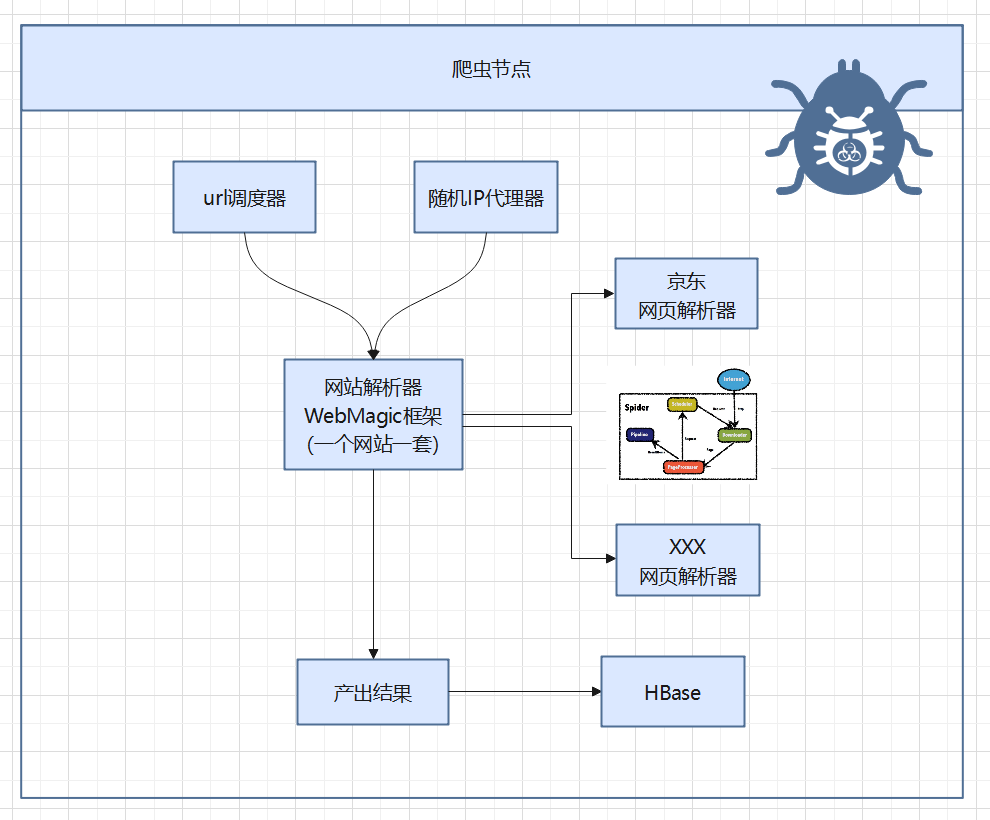 爬虫节点
url调度器
随机IP代理器
京东
网页解析器
网站解析器
WebMagic框架
(一个网站一套)
Internet
Spider
Scheduler
Pipeline
Downloader
PageProcesser
XXX
网页解析器
产出结果
HBase